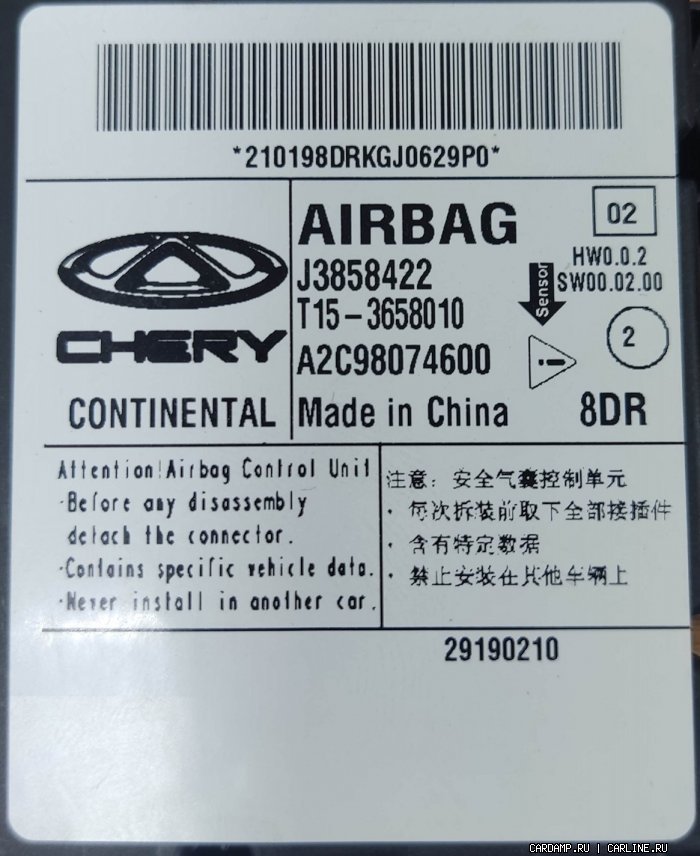 *210198DRKGJ0629P0*
AIRBAG
02
J3858422
HW0.0.2
Sensor
SW00.02.00
T15-3658010
2
CHERY
A2C98074600
CONTINENTAL
Made in China
8DR
Attention!Airbag Control Unit
·Before any disassembly
detach the connector.
·Contains specific vehicle data.
·Never install in another car.
注意: 安全气囊控制单元
· 每次拆装前取下全部接插件
· 含有特定数据
· 禁止安装在其他车辆上
29190210
CARDAMP.RU | CARLINE.RU